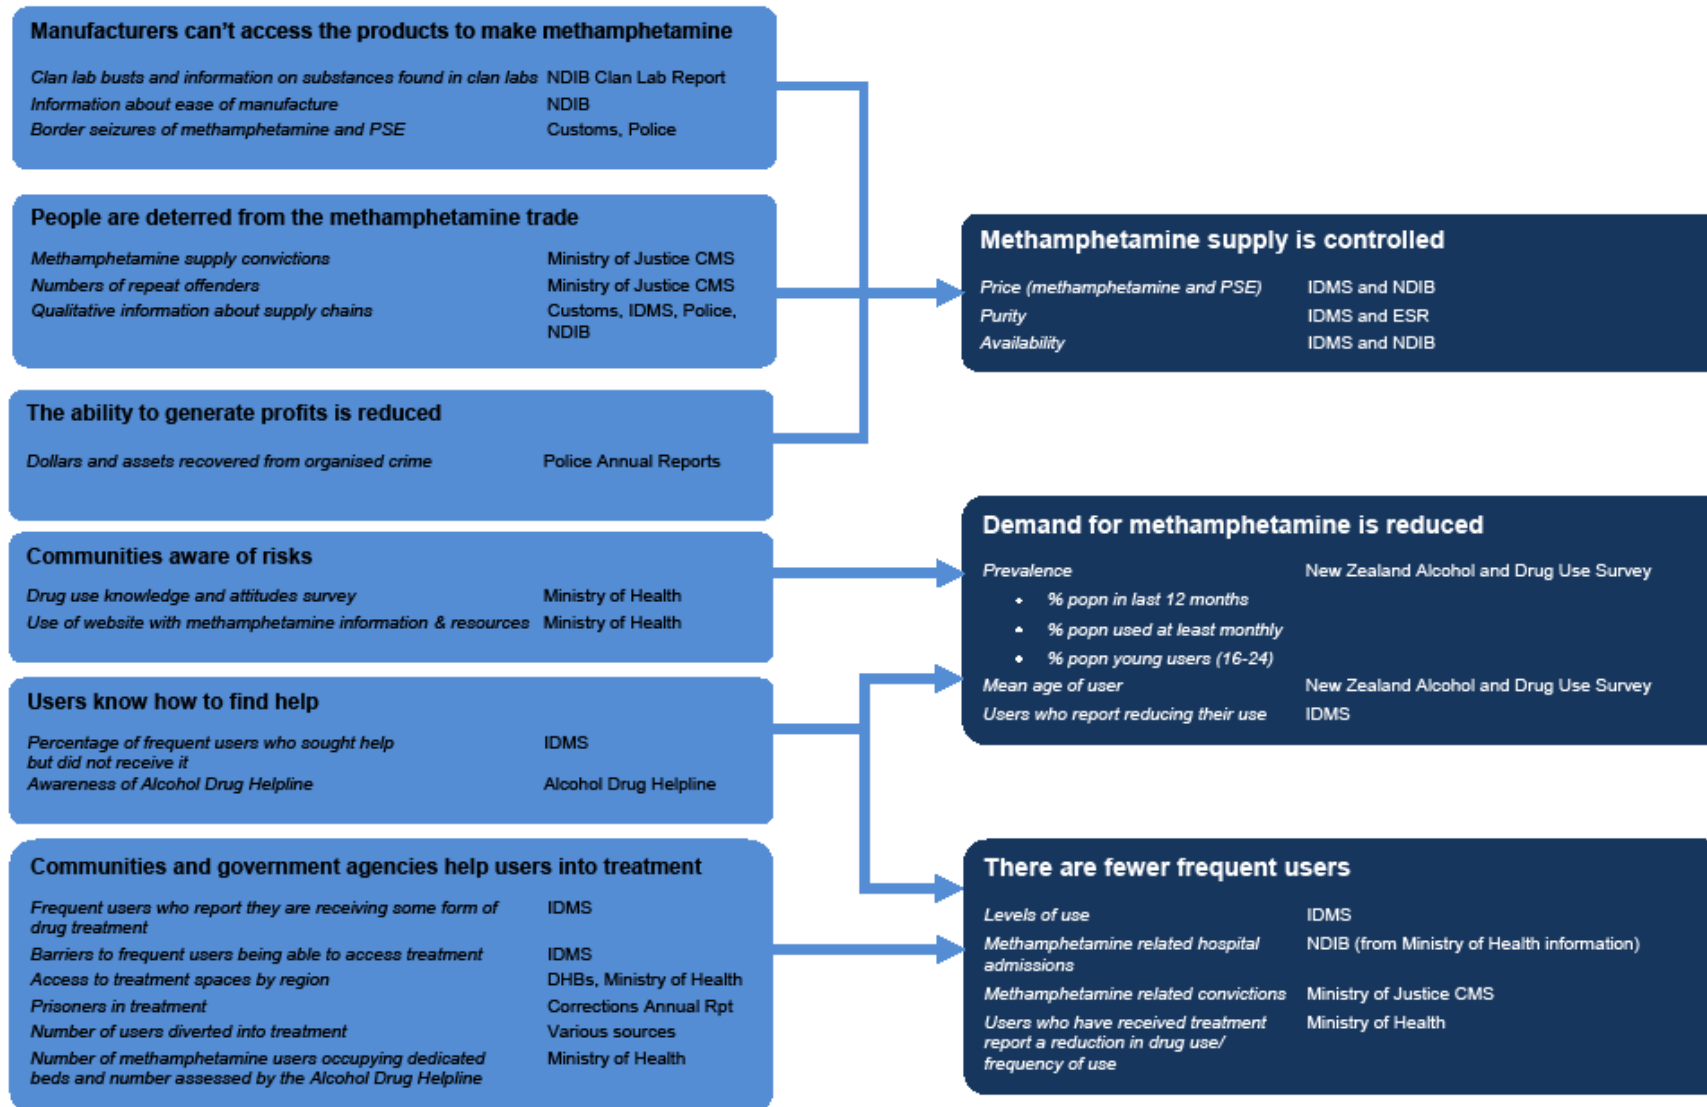 Manufacturers can't access the products to make methamphetamine
Clan lab busts and information on substances found in clan labs NDIB Clan Lab Report
Information about ease of manufacture NDIB
Border seizures of methamphetamine and PSE Customs, Police
People are deterred from the methamphetamine trade
Methamphetamine supply convictions Ministry of Justice CMS
Numbers of repeat offenders Ministry of Justice CMS
Qualitative information about supply chains Customs, IDMS, Police,
NDIB
The ability to generate profits is reduced
Dollars and assets recovered from organised crime Police Annual Reports
Communities aware of risks
Drug use knowledge and attitudes survey Ministry of Health
Use of website with methamphetamine information & resources Ministry of Health
Users know how to find help
Percentage of frequent users who sought help IDMS
but did not receive it
Awareness of Alcohol Drug Helpline Alcohol Drug Helpline
Communities and government agencies help users into treatment
Frequent users who report they are receiving some form of IDMS
drug treatment
Barriers to frequent users being able to access treatment IDMS
Access to treatment spaces by region DHBs, Ministry of Health
Prisoners in treatment Corrections Annual Rpt
Number of users diverted into treatment Various sources
Number of methamphetamine users occupying dedicated Ministry of Health
beds and number assessed by the Alcohol Drug Helpline
Methamphetamine supply is controlled
Price (methamphetamine and PSE) IDMS and NDIB
Purity IDMS and ESR
Availability IDMS and NDIB
Demand for methamphetamine is reduced
Prevalence New Zealand Alcohol and Drug Use Survey
• % popn in last 12 months
• % popn used at least monthly
• % popn young users (16-24)
Mean age of user New Zealand Alcohol and Drug Use Survey
Users who report reducing their use IDMS
There are fewer frequent users
Levels of use IDMS
Methamphetamine related hospital NDIB (from Ministry of Health information)
admissions
Methamphetamine related convictions Ministry of Justice CMS
Users who have received treatment Ministry of Health
report a reduction in drug use/
frequency of use